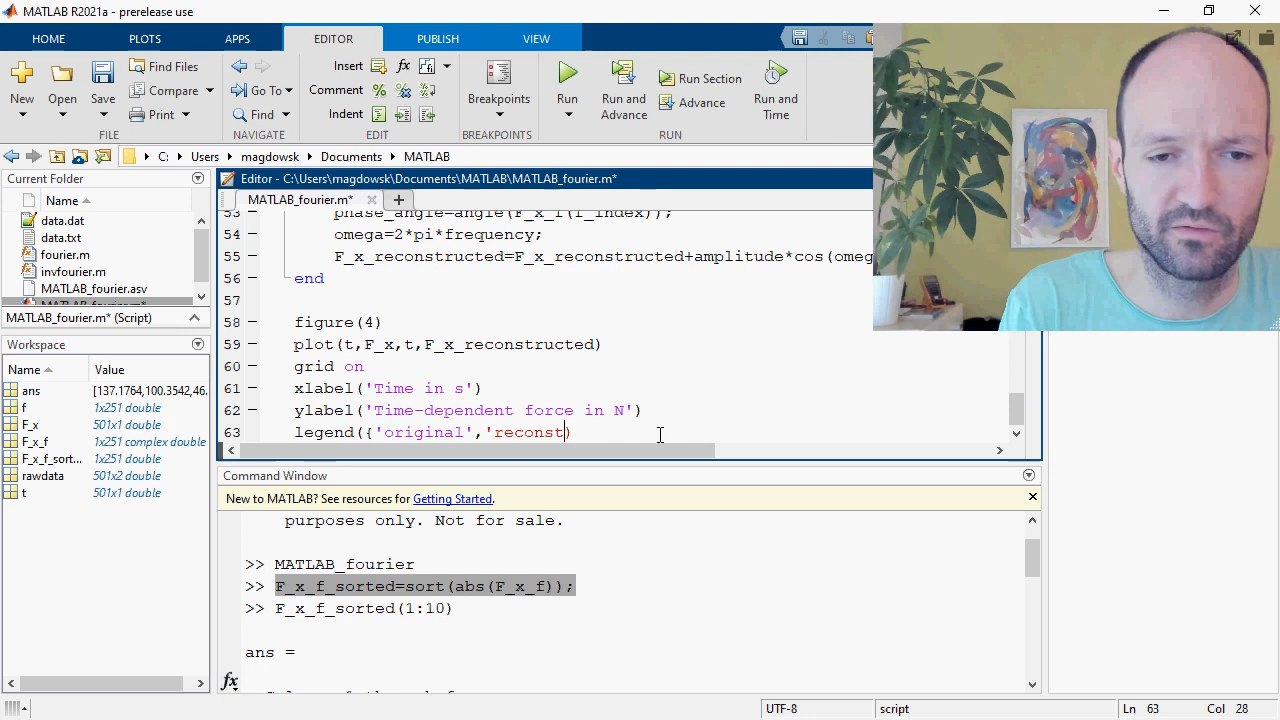 MATLAB R2021a - prerelease use
HOME PLOTS APPS EDITOR PUBLISH VIEW
New Open Save Find Files Compare Print
FILE
Go To Find
NAVIGATE
Insert fx
Comment
Indent
EDIT
Breakpoints
BREAKPOINTS
Run Run and Advance Run Section Advance Run and Time
RUN
C: Users magdowsk Documents MATLAB
Current Folder
Name
data.dat
data.txt
fourier.m
invfourier.m
MATLAB_fourier.asv
MATLAB_fourier.m* (Script)
Workspace
Name Value
ans [137.1764,100.3542,46.
f 1x251 double
F_x 501x1 double
F_x_f 1x251 complex double
F_x_f_sort... 1x251 double
rawdata 501x2 double
t 501x1 double
Editor - C:\Users\magdowsk\Documents\MATLAB\MATLAB_fourier.m*
MATLAB_fourier.m*
53 phase_angle=angle(F_x_f(f_index));
54 omega=2*pi*frequency;
55 F_x_reconstructed=F_x_reconstructed+amplitude*cos(omeg
56 end
57
58 figure(4)
59 plot(t,F_x,t,F_x_reconstructed)
60 grid on
61 xlabel('Time in s')
62 ylabel('Time-dependent force in N')
63 legend({'original','reconst)
Command Window
New to MATLAB? See resources for Getting Started.
purposes only. Not for sale.
>> MATLAB_fourier
>> F_x_f_sorted=sort(abs(F_x_f));
>> F_x_f_sorted(1:10)
ans =
fx
UTF-8 script Ln 63 Col 28